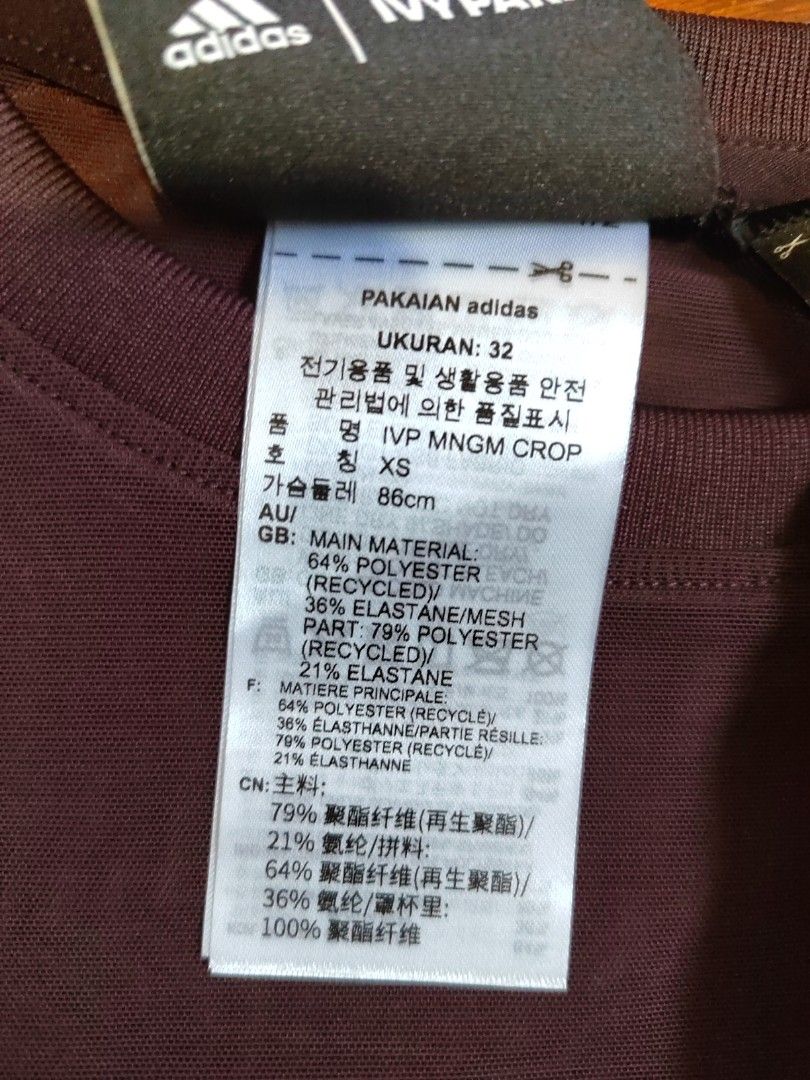 adidas
PAKAIAN adidas
UKURAN: 32
전기용품 및 생활용품 안전
관리법에 의한 품질표시
품 명 IVP MNGM CROP
호 칭 XS
가슴둘레 86cm
AU/
GB: MAIN MATERIAL:
64% POLYESTER
(RECYCLED)/
36% ELASTANE/MESH
PART: 79% POLYESTER
(RECYCLED)/
21% ELASTANE
F: MATIERE PRINCIPALE:
64% POLYESTER (RECYCLÉ)/
36% ÉLASTHANNE/PARTIE RÉSILLE:
79% POLYESTER (RECYCLÉ)/
21% ÉLASTHANNE
CN: 主料:
79% 聚酯纤维(再生聚酯)/
21% 氨纶/拼料:
64% 聚酯纤维(再生聚酯)/
36% 氨纶/罩杯里:
100% 聚酯纤维